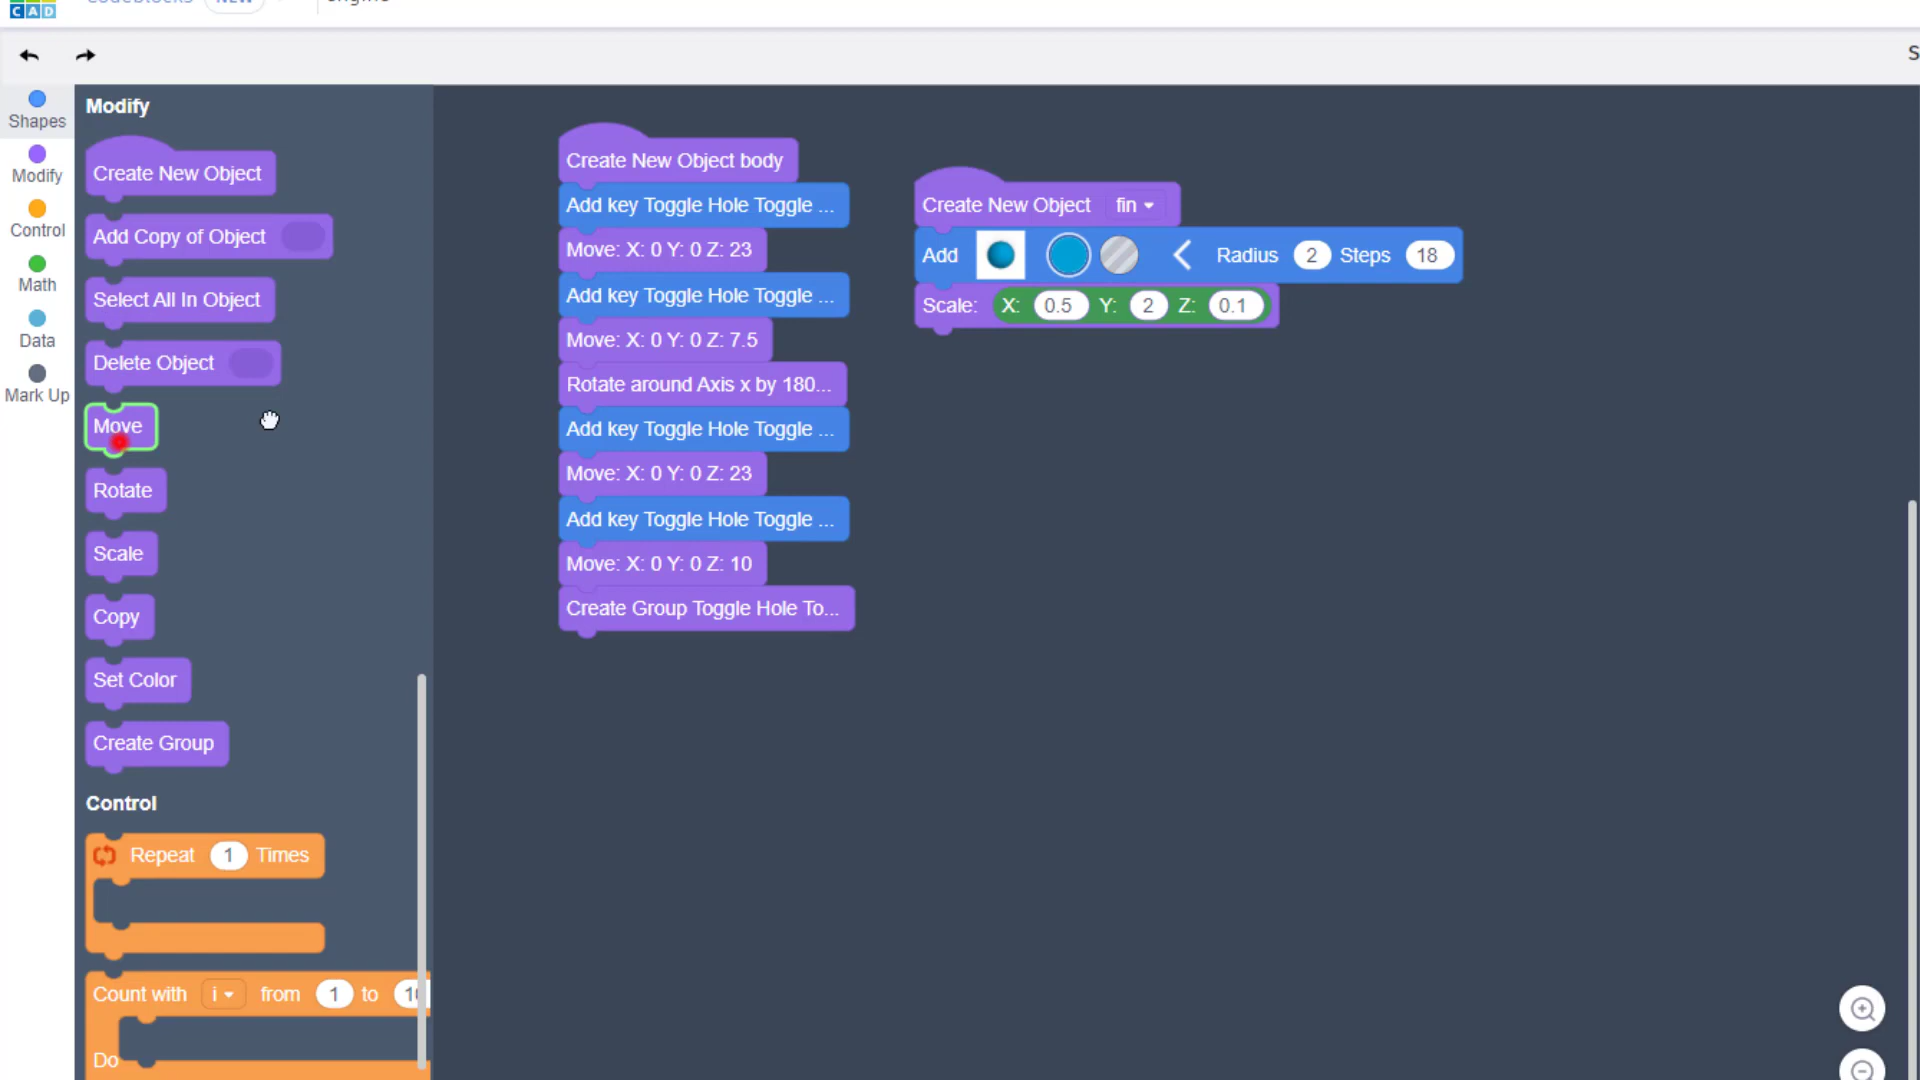 CAD
Shapes
Modify
Control
Math
Data
Mark Up
Modify
Create New Object
Add Copy of Object
Select All In Object
Delete Object
Move
Rotate
Scale
Copy
Set Color
Create Group
Control
Repeat 1 Times
Count with i from 1 to
Do
Create New Object body
Add key Toggle Hole Toggle ...
Move: X: 0 Y: 0 Z: 23
Add key Toggle Hole Toggle ...
Move: X: 0 Y: 0 Z: 7.5
Rotate around Axis x by 180...
Add key Toggle Hole Toggle ...
Move: X: 0 Y: 0 Z: 23
Add key Toggle Hole Toggle ...
Move: X: 0 Y: 0 Z: 10
Create Group Toggle Hole To...
Create New Object fin
Add Radius 2 Steps 18
Scale: X: 0.5 Y: 2 Z: 0.1